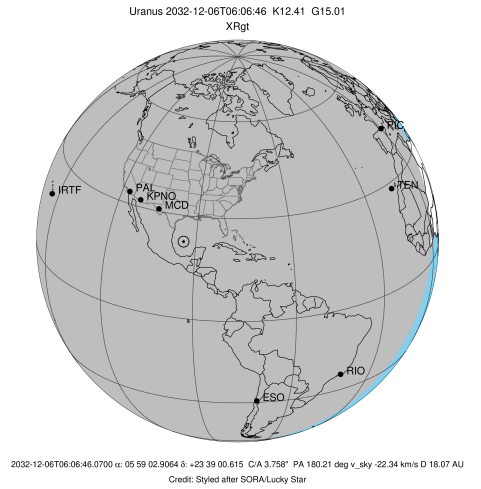 Uranus 2032-12-06T06:06:46 K12.41 G15.01
XRgt
PIC
TEN
IRTF
PAL
KPNO
MCD
RIO
ESO
2032-12-06T06:06:46.0700 α: 05 59 02.9064 δ: +23 39 00.615 C/A 3.758" PA 180.21 deg v_sky -22.34 km/s D 18.07 AU
Credit: Styled after SORA/Lucky Star